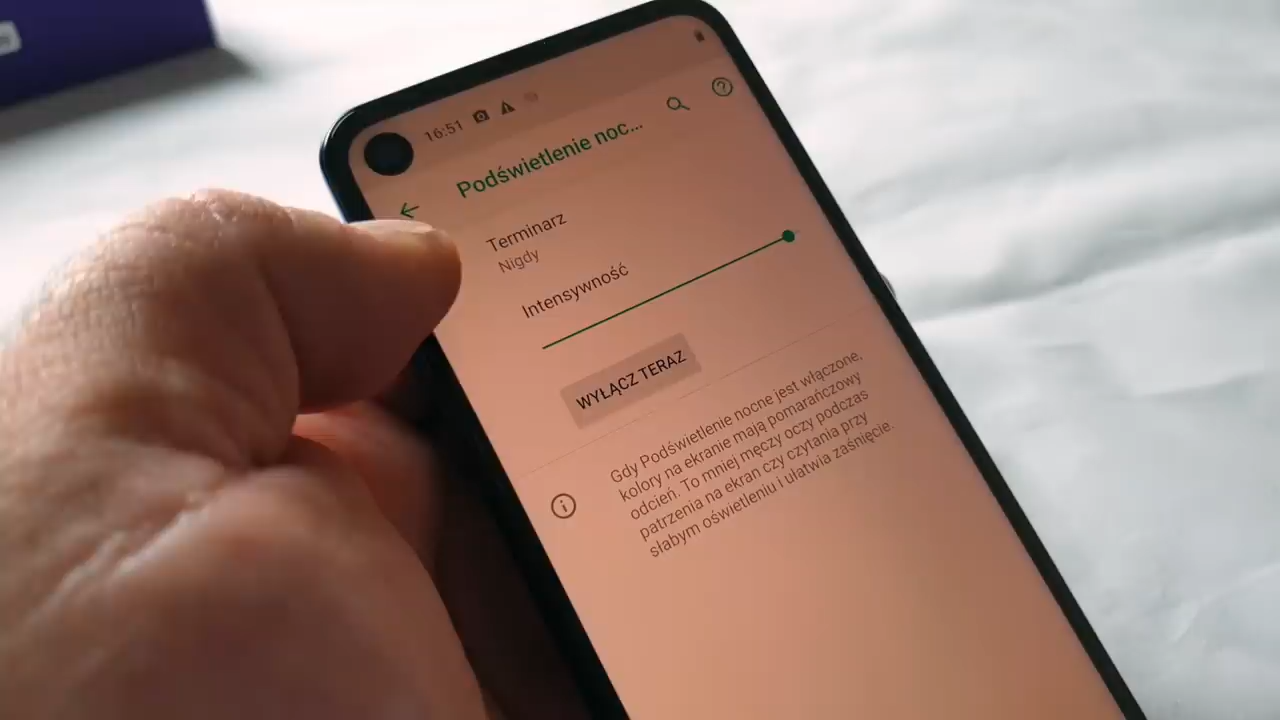 16:51
Podświetlenie noc...
Terminarz
Nigdy
Intensywność
WYŁĄCZ TERAZ
Gdy Podświetlenie nocne jest włączone,
kolory na ekranie mają pomarańczowy
odcień. To mniej męczy oczy podczas
patrzenia na ekran czy czytania przy
słabym oświetleniu i ułatwia zaśnięcie.